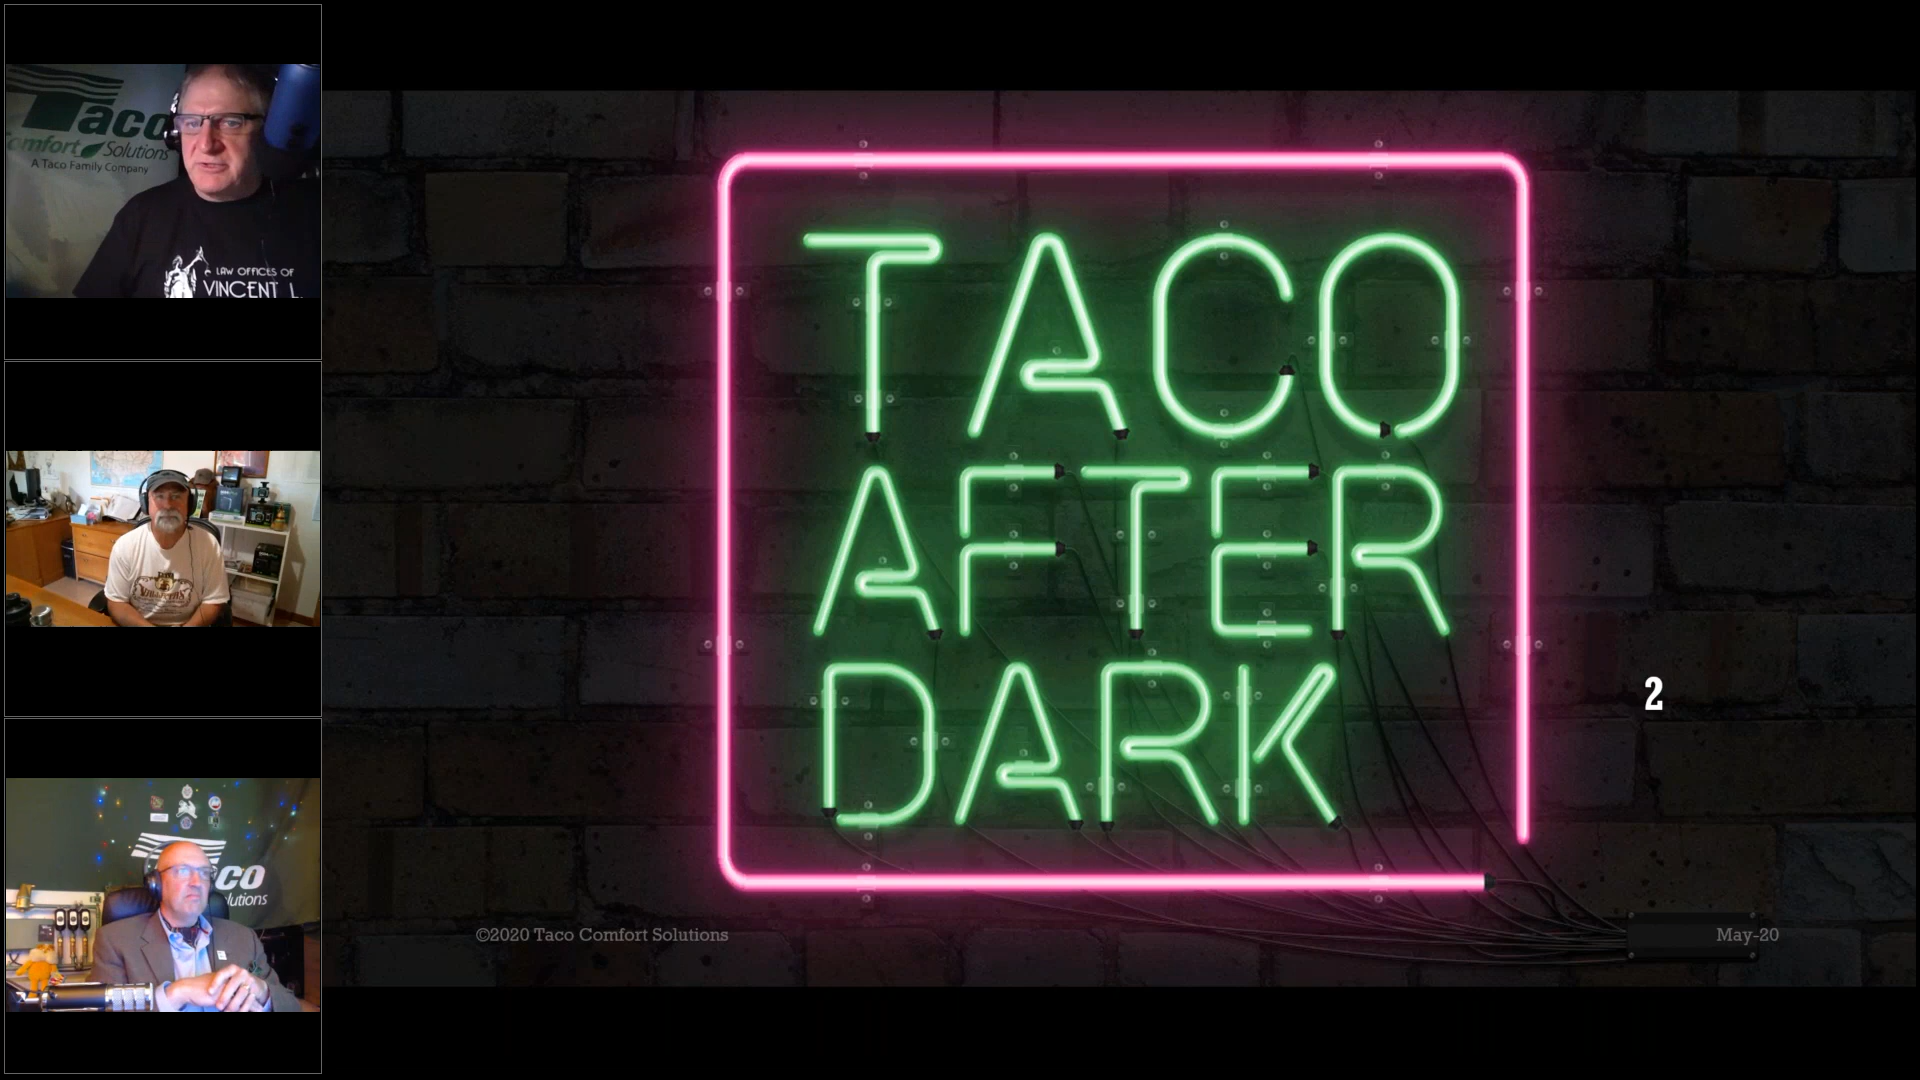 Taco
Comfort Solutions
A Taco Family Company
LAW OFFICES OF
VINCENT L.
TACO
AFTER
DARK
2
©2020 Taco Comfort Solutions
May-20